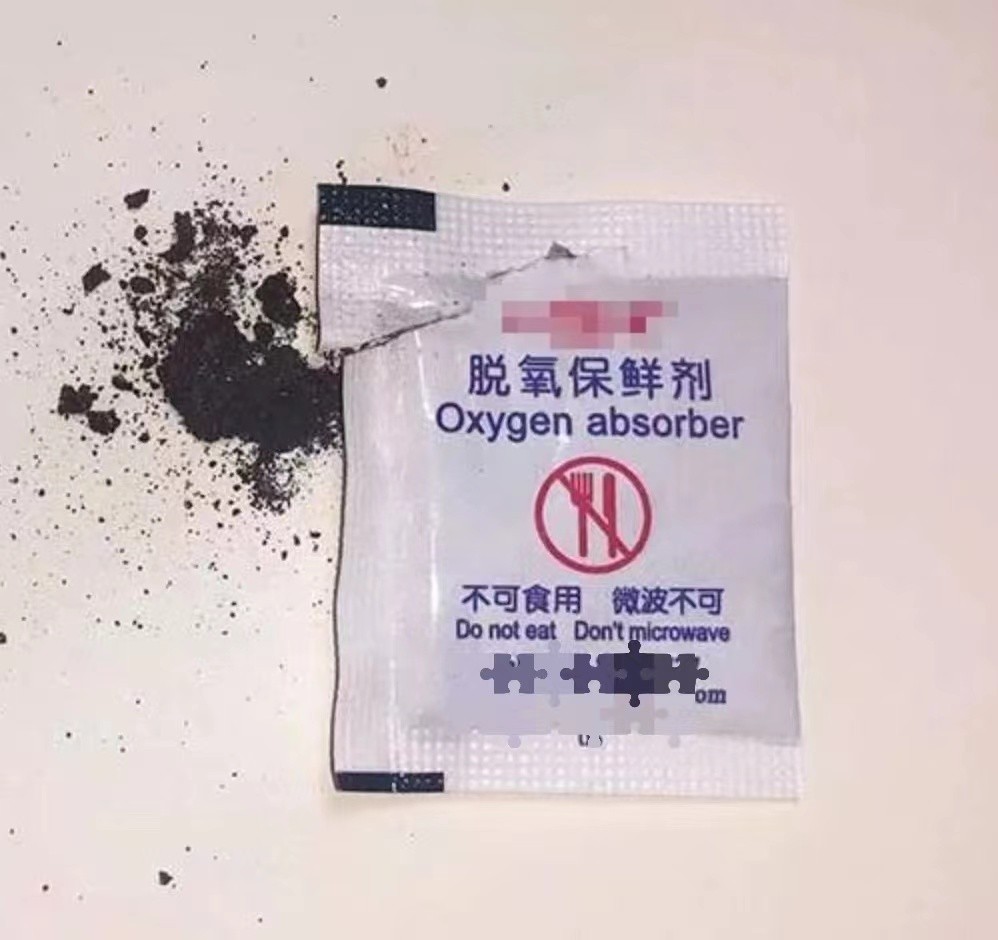 脱氧保鲜剂
Oxygen absorber
不可食用 微波不可
Do not eat Don't microwave